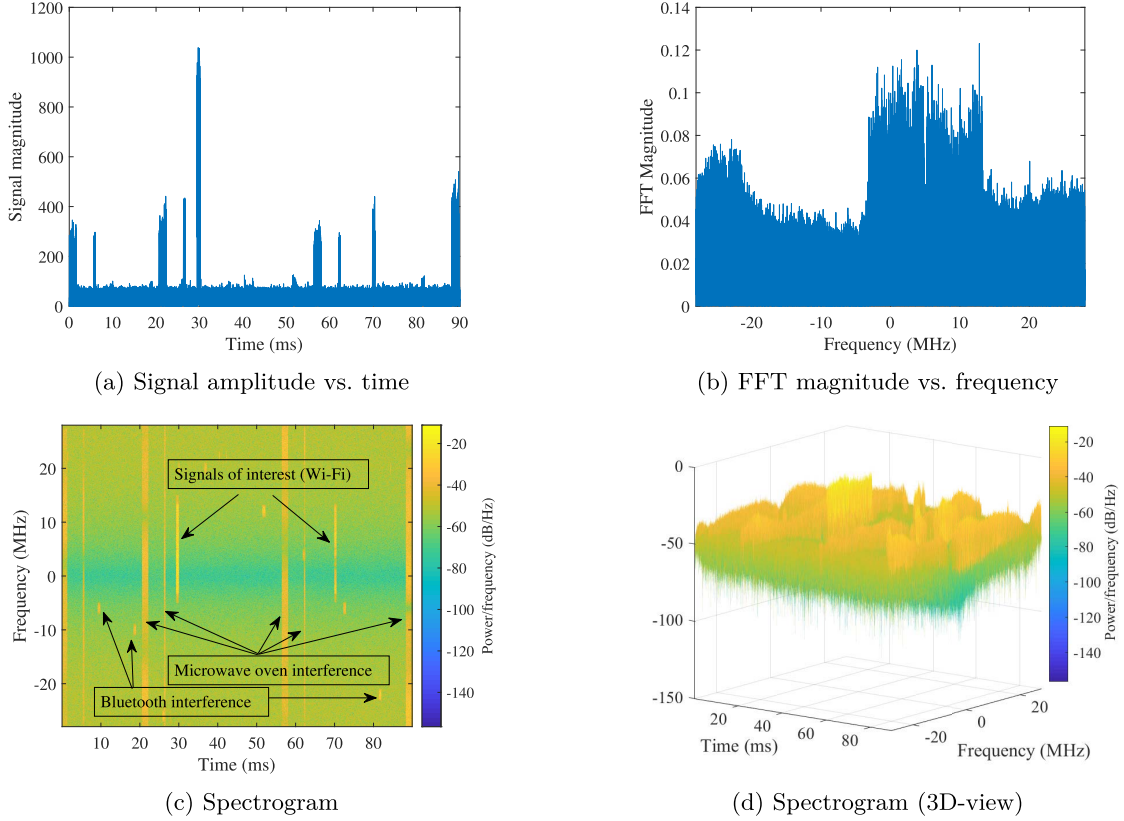 1200
1000
800
600
400
200
0
Signal magnitude
0 10 20 30 40 50 60 70 80 90
Time (ms)
(a) Signal amplitude vs. time
0.14
0.12
0.1
0.08
0.06
0.04
0.02
0
FFT Magnitude
-20 -10 0 10 20
Frequency (MHz)
(b) FFT magnitude vs. frequency
20
10
0
-10
-20
Frequency (MHz)
Signals of interest (Wi-Fi)
Microwave oven interference
Bluetooth interference
10 20 30 40 50 60 70 80
Time (ms)
-20
-40
-60
-80
-100
-120
-140
Power/frequency (dB/Hz)
(c) Spectrogram
0
-50
-100
-150
20 40 60 80
Time (ms)
-20 0 20
Frequency (MHz)
-20
-40
-60
-80
-100
-120
-140
Power/frequency (dB/Hz)
(d) Spectrogram (3D-view)